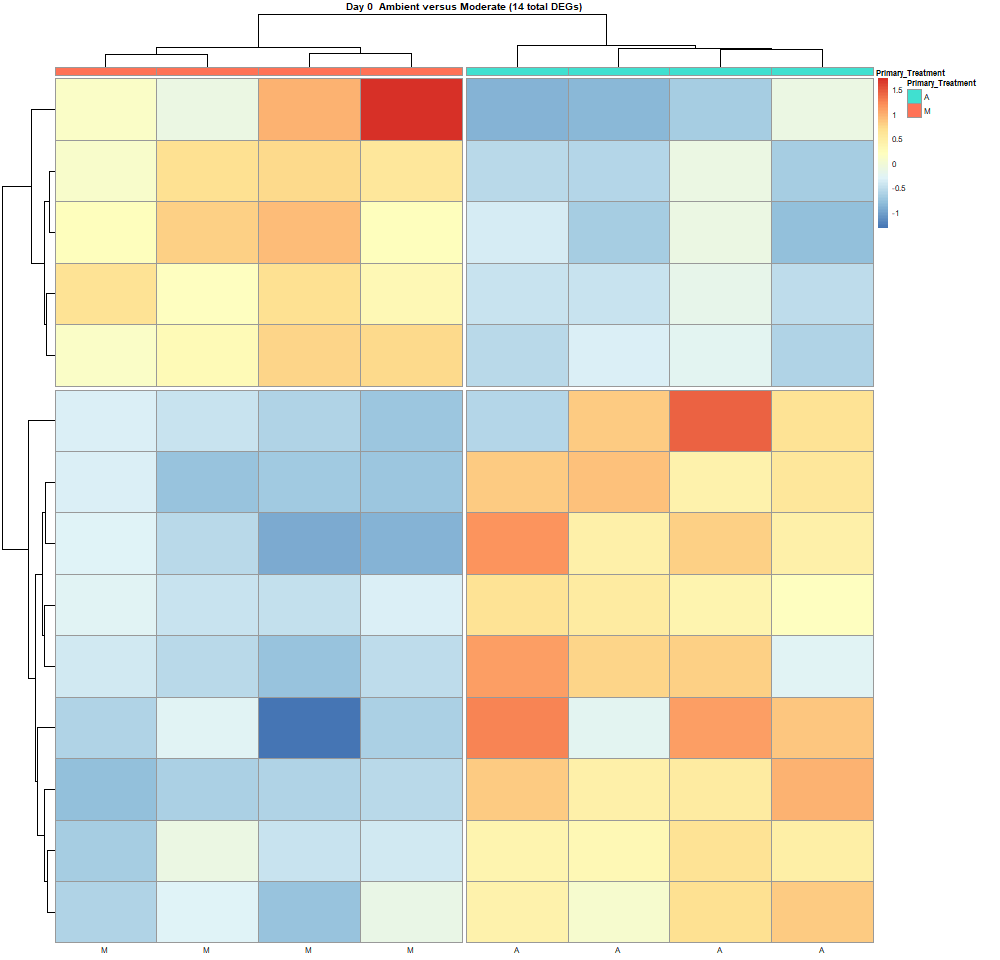 Day 0  Ambient versus Moderate (14 total DEGs)
Primary_Treatment
1.5
1
0.5
0
-0.5
-1
Primary_Treatment
A
M
M
M
M
M
A
A
A
A